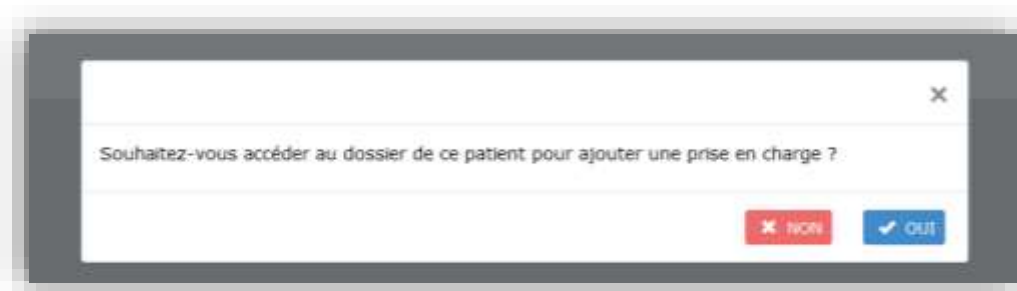 Souhaitez-vous accéder au dossier de ce patient pour ajouter une prise en charge ?
NON OUI